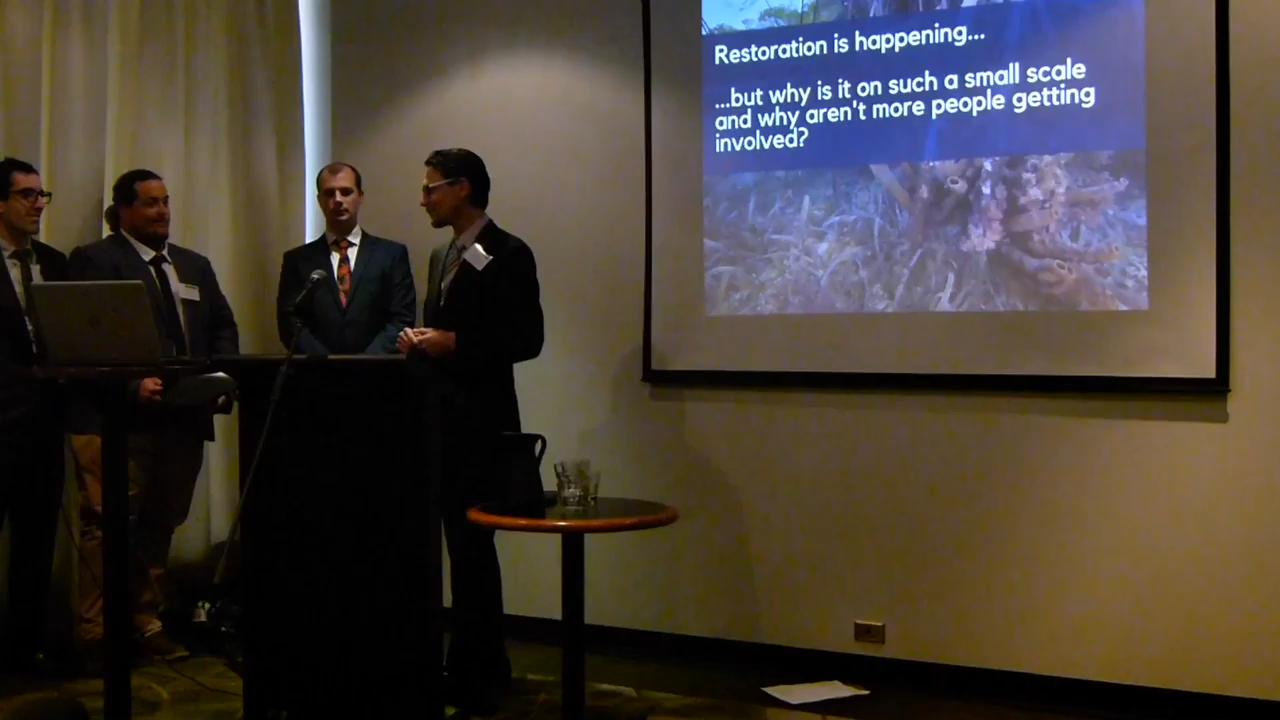 Restoration is happening...
...but why is it on such a small scale
and why aren't more people getting
involved?